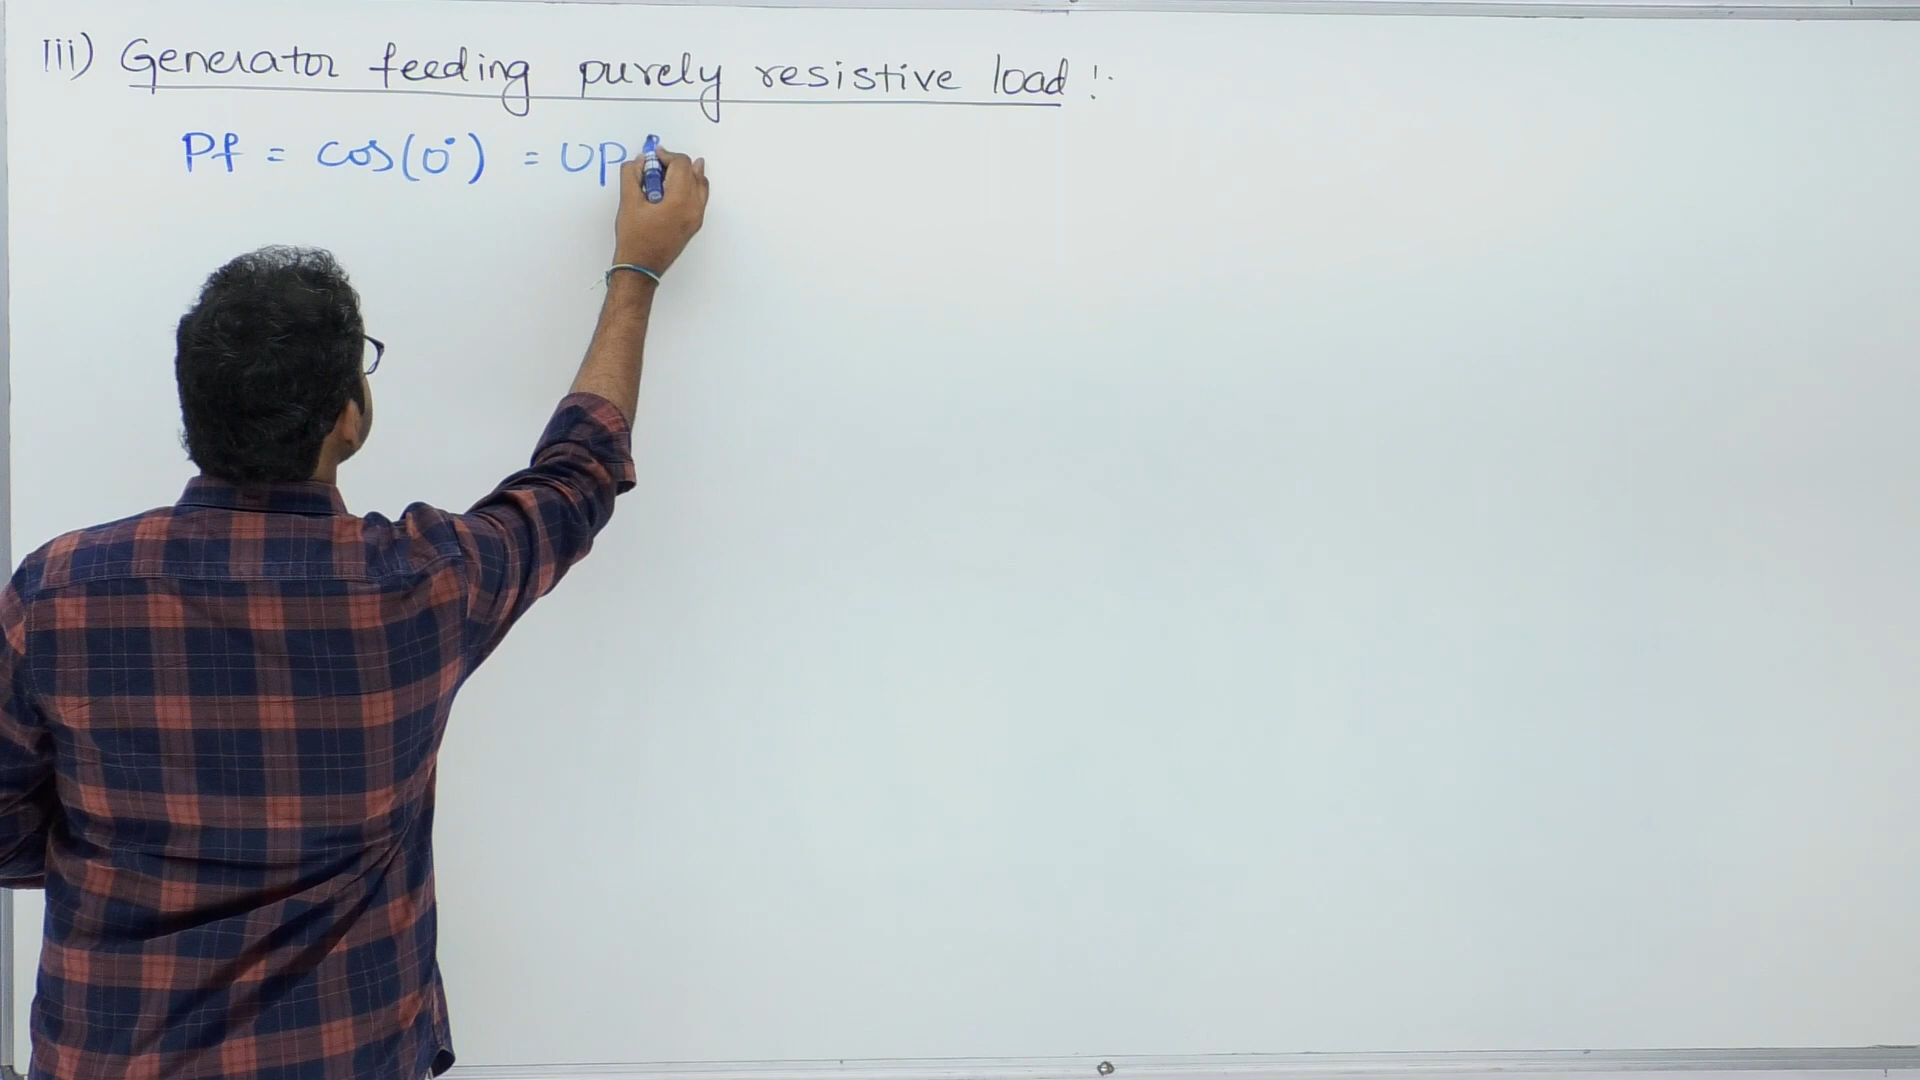 iii) Generator feeding purely resistive load :-
Pf = cos(0°) = UP